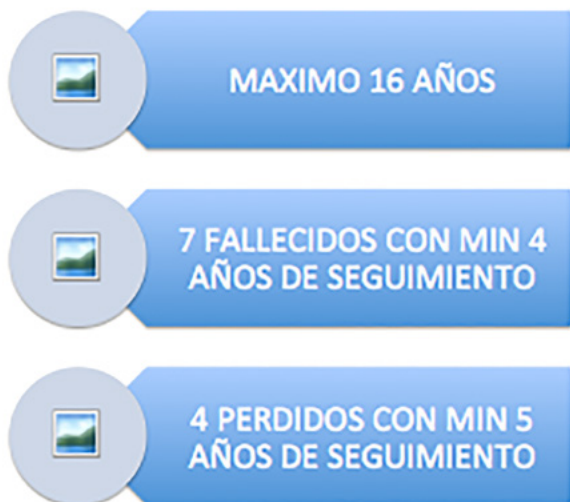 MAXIMO 16 AÑOS
7 FALLECIDOS CON MIN 4
AÑOS DE SEGUIMIENTO
4 PERDIDOS CON MIN 5
AÑOS DE SEGUIMIENTO